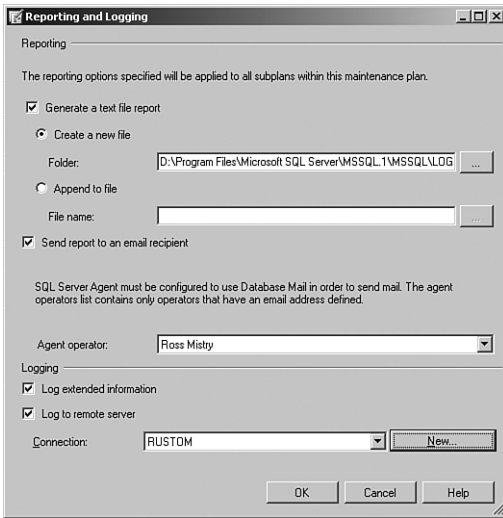 Reporting and Logging
Reporting
The reporting options specified will be applied to all subplans within this maintenance plan.
Generate a text file report
Create a new file
Folder: D:\Program Files\Microsoft SQL Server\MSSQL.1\MSSQL\LOG ...
Append to file
File name: ...
Send report to an email recipient
SQL Server Agent must be configured to use Database Mail in order to send mail. The agent
operators list contains only operators that have an email address defined.
Agent operator: Ross Mistry
Logging
Log extended information
Log to remote server
Connection: RUSTOM New...
OK Cancel Help